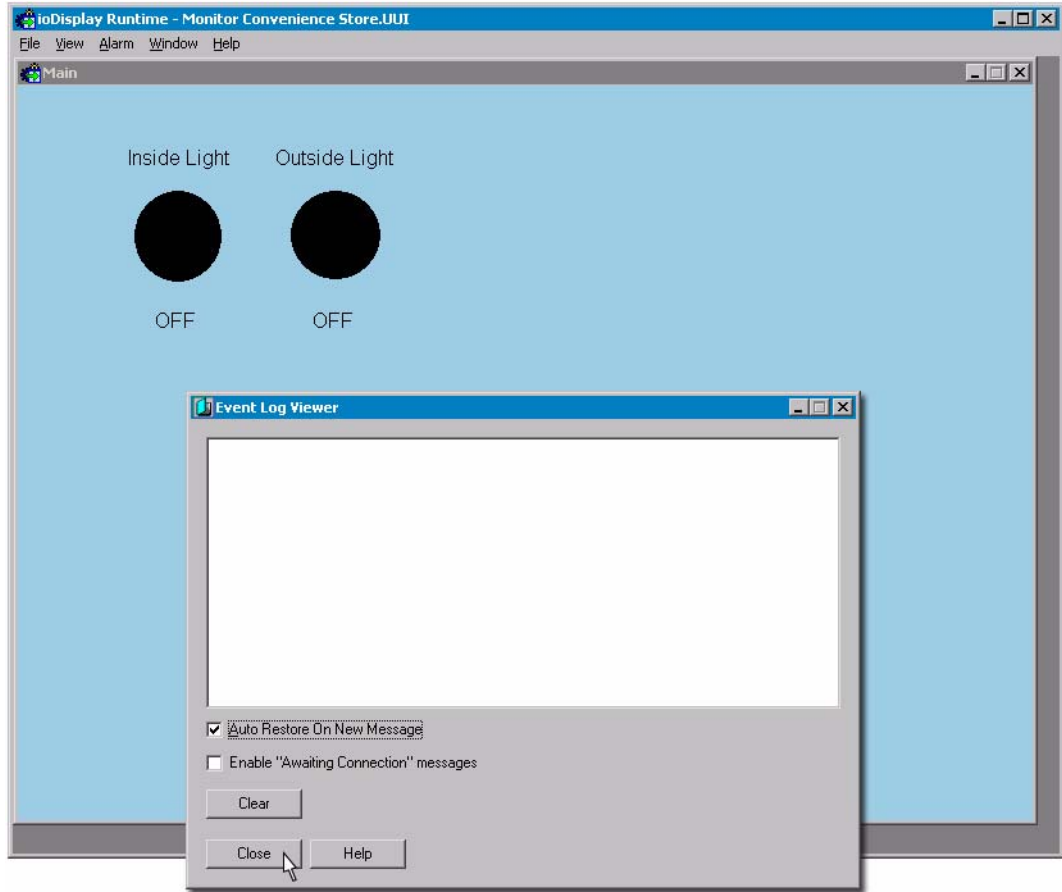 ioDisplay Runtime - Monitor Convenience Store.UUI
File View Alarm Window Help
Main
Inside Light Outside Light
OFF OFF
Event Log Viewer
Auto Restore On New Message
Enable "Awaiting Connection" messages
Clear
Close Help